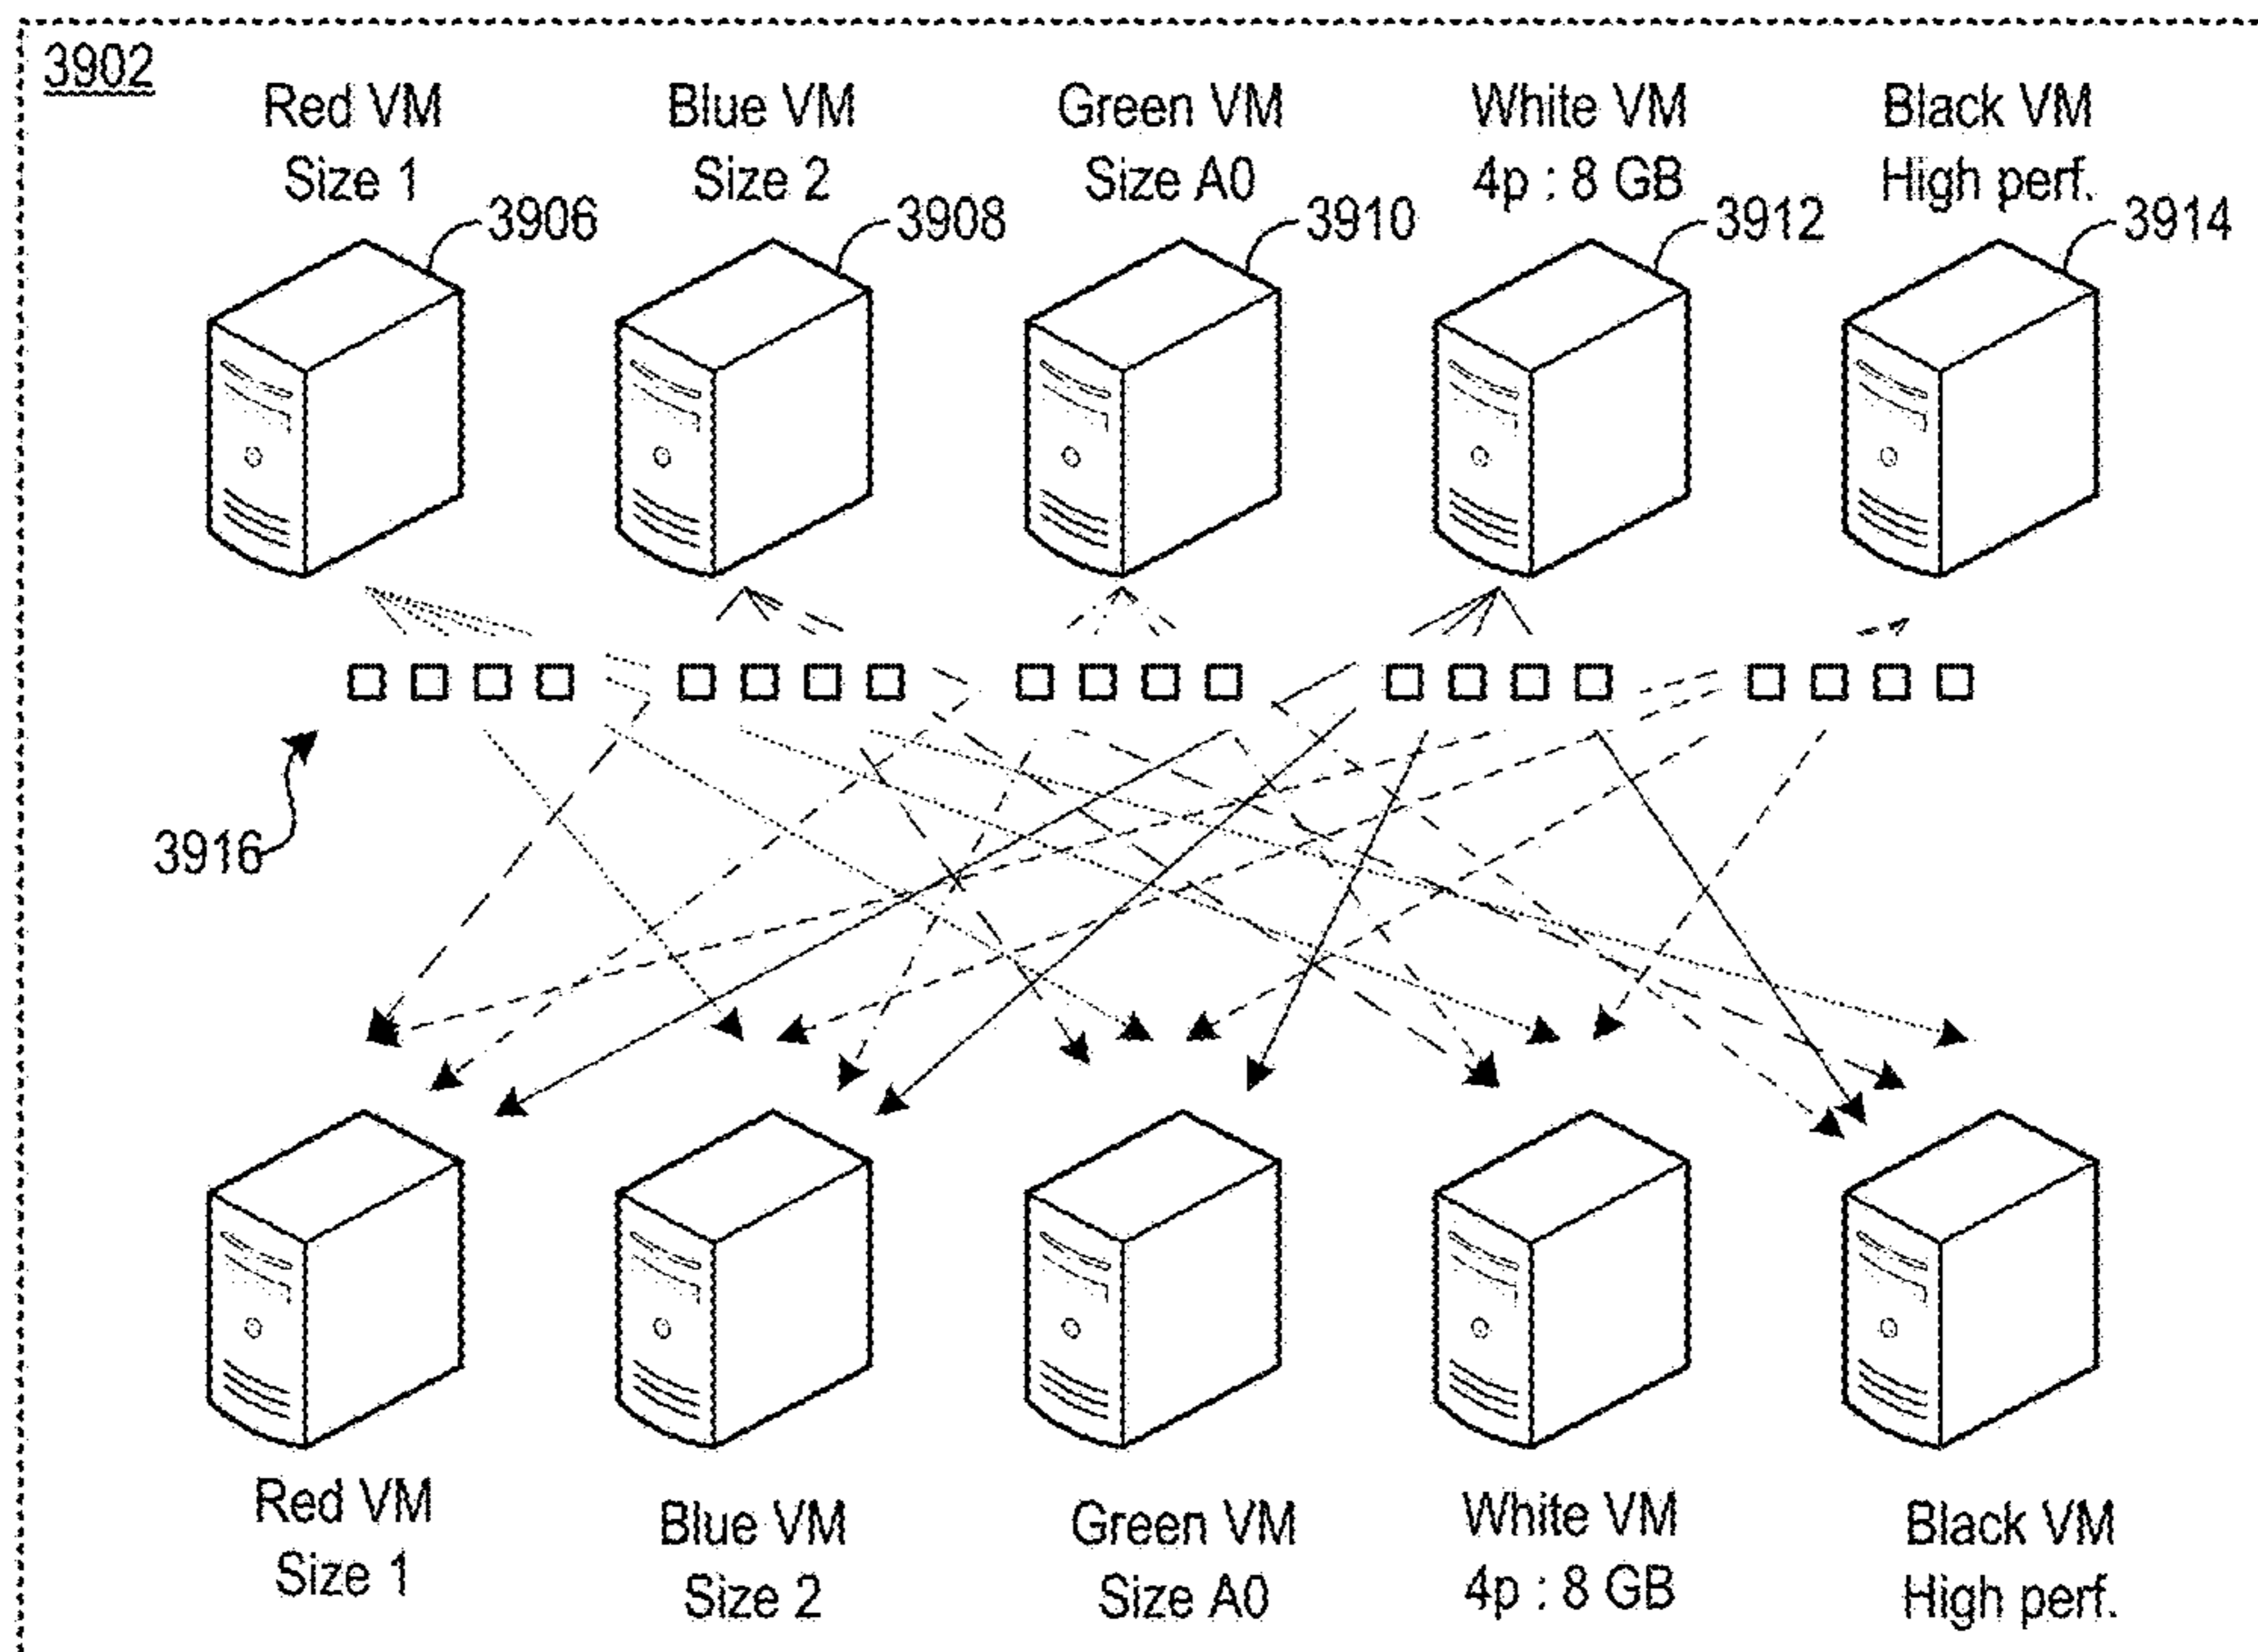 3902
Red VM
Size 1
Blue VM
Size 2
Green VM
Size A0
White VM
4p : 8 GB
Black VM
High perf.
3906
3908
3910
3912
3914
3916
Red VM
Size 1
Blue VM
Size 2
Green VM
Size A0
White VM
4p : 8 GB
Black VM
High perf.